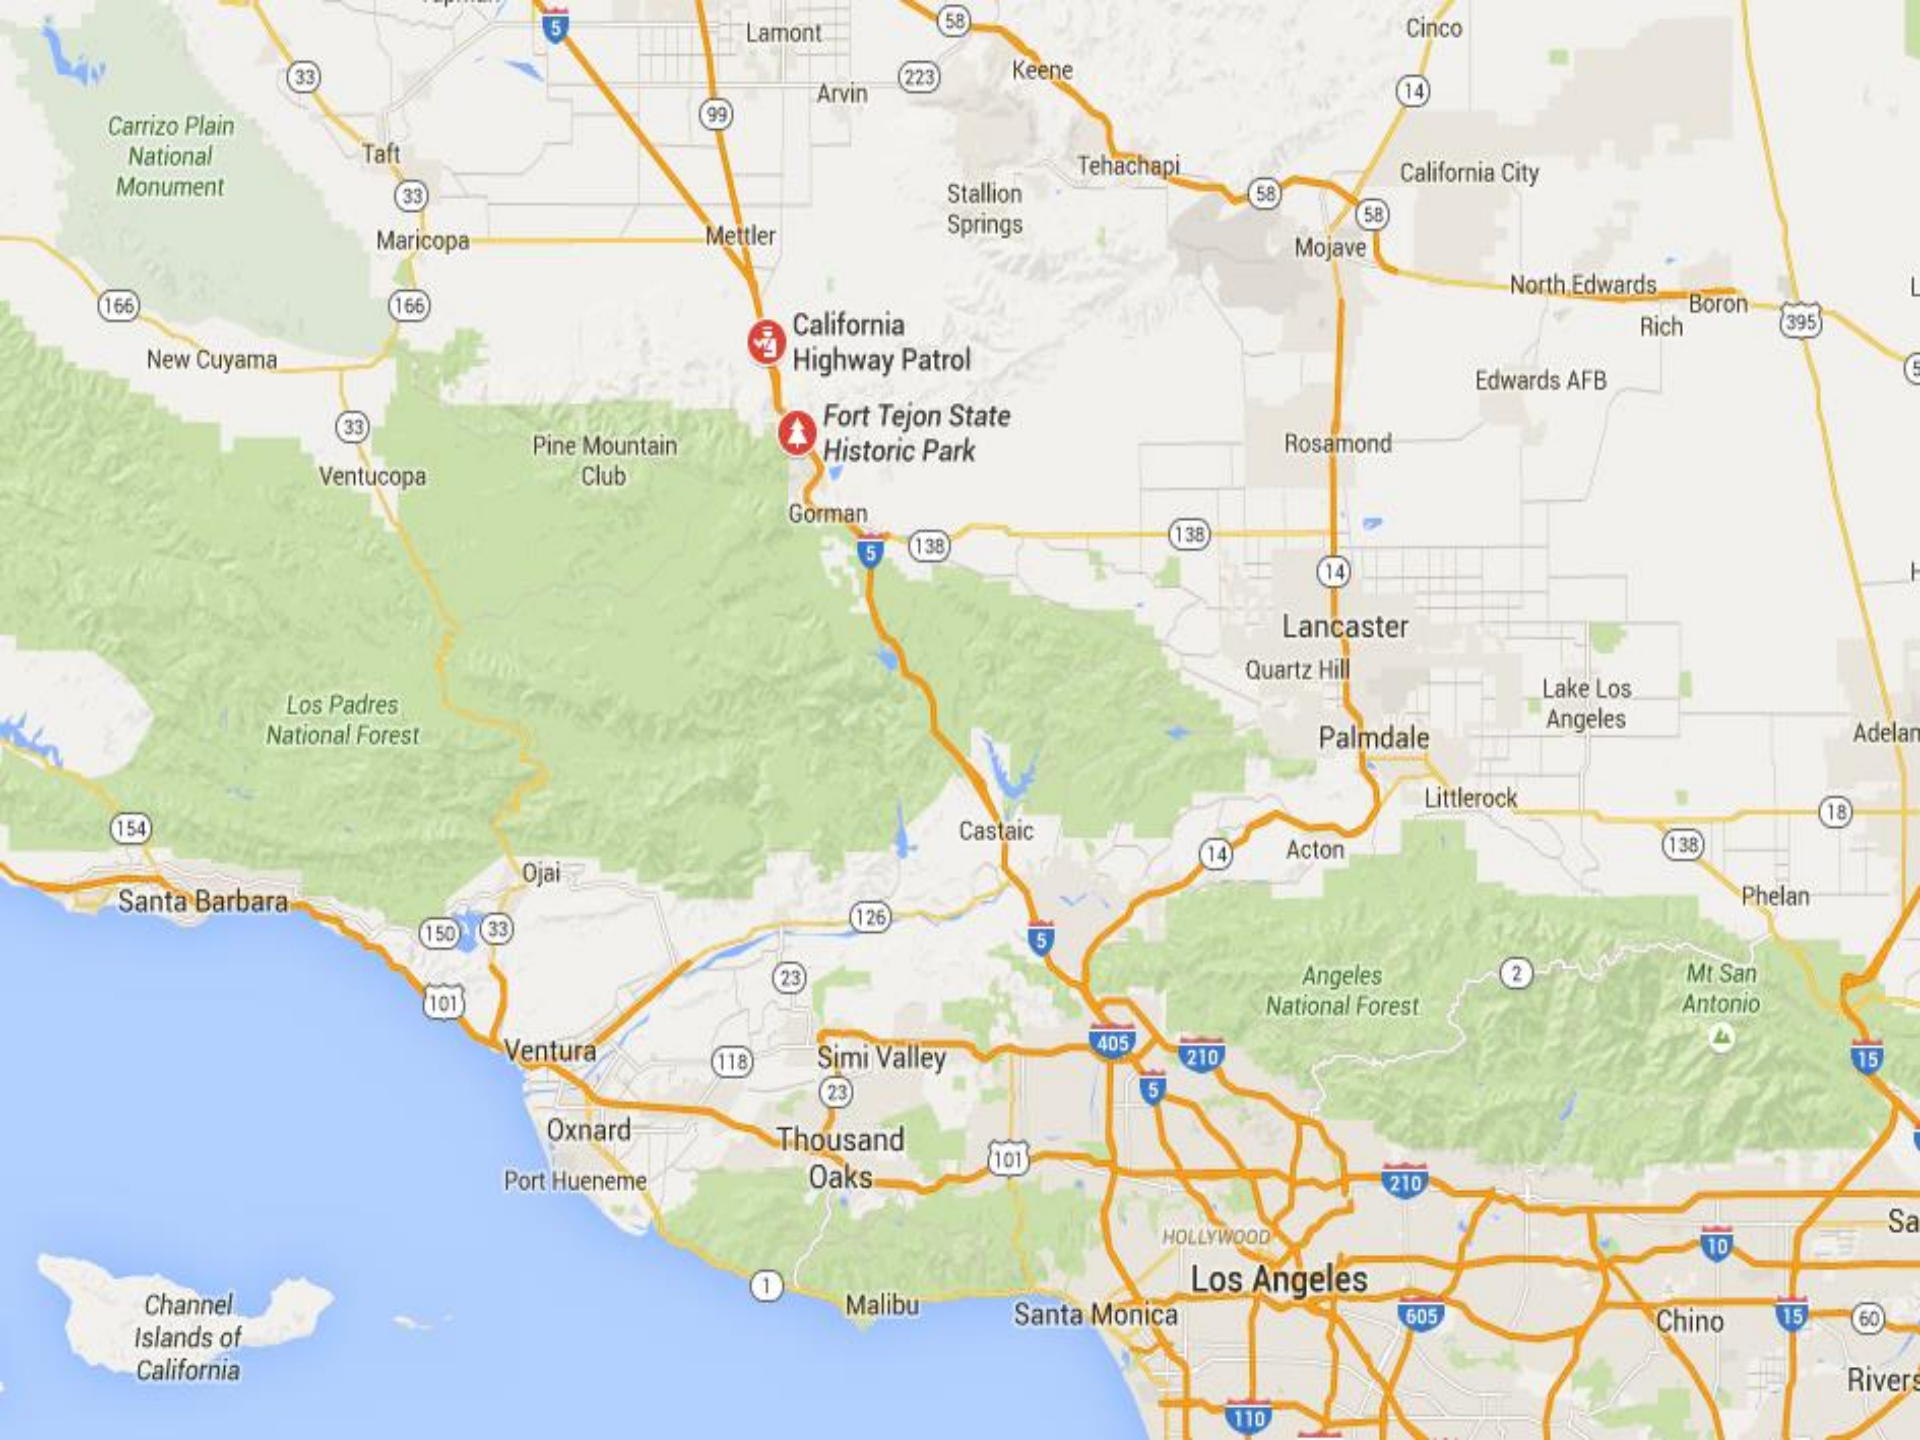 5
Lamont
58
Cinco
33
99
Arvin
223
Keene
14
Carrizo Plain
National
Monument
Taft
33
Tehachapi
58
California City
Stallion
Springs
58
Maricopa
Mettler
Mojave
North Edwards
Boron
Rich
395
166
166
California
Highway Patrol
New Cuyama
Edwards AFB
33
Fort Tejon State
Historic Park
Pine Mountain
Club
Ventucopa
Rosamond
Gorman
5
138
138
14
Lancaster
Quartz Hill
Lake Los
Angeles
Los Padres
National Forest
Palmdale
Adelan
Littlerock
18
154
Castaic
14
Acton
138
Ojai
Phelan
Santa Barbara
150
33
126
5
23
Angeles
National Forest
2
Mt San
Antonio
101
405
210
15
Ventura
118
Simi Valley
5
23
Oxnard
Thousand
Oaks
101
Port Hueneme
210
HOLLYWOOD
10
Sa
Los Angeles
1
Malibu
Santa Monica
605
Chino
15
60
Channel
Islands of
California
Rivers
110